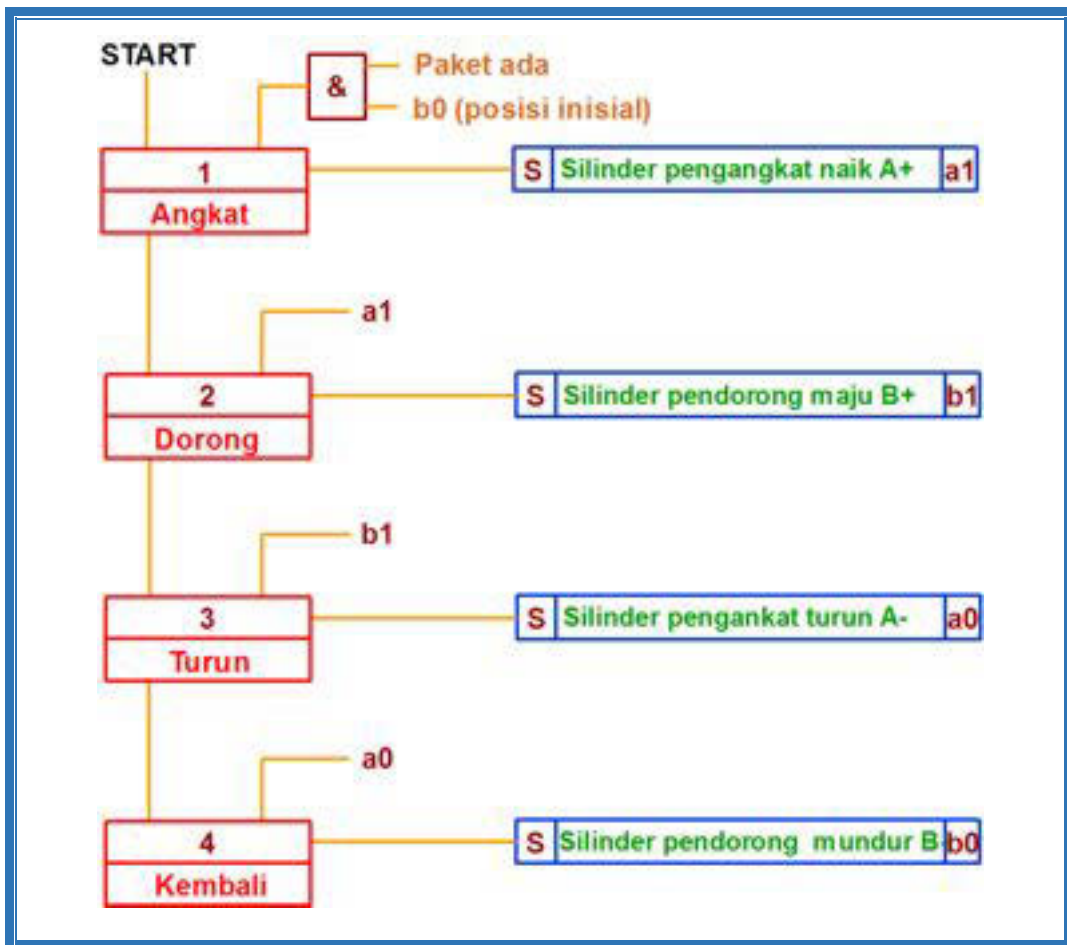 START
& Paket ada
b0 (posisi inisial)
1 S Silinder pengangkat naik A+ a1
Angkat
a1
2 S Silinder pendorong maju B+ b1
Dorong
b1
3 S Silinder pengankat turun A- a0
Turun
a0
4 S Silinder pendorong mundur B- b0
Kembali